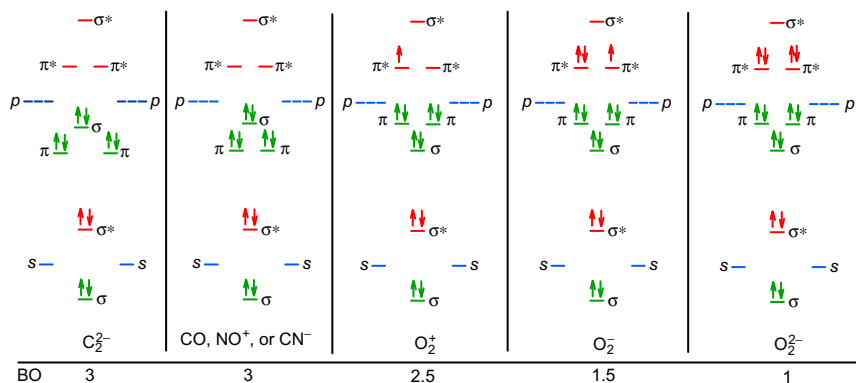 σ* σ* σ* σ* σ*
π* π* π* π* π* π* π* π* π* π*
p p p p p p p p p p
σ σ π π π π π π
π π π π σ σ σ
σ* σ* σ* σ* σ*
s s s s s s s s s s
σ σ σ σ σ
C₂²⁻ CO, NO⁺, or CN⁻ O₂⁺ O₂⁻ O₂²⁻
BO 3 3 2.5 1.5 1